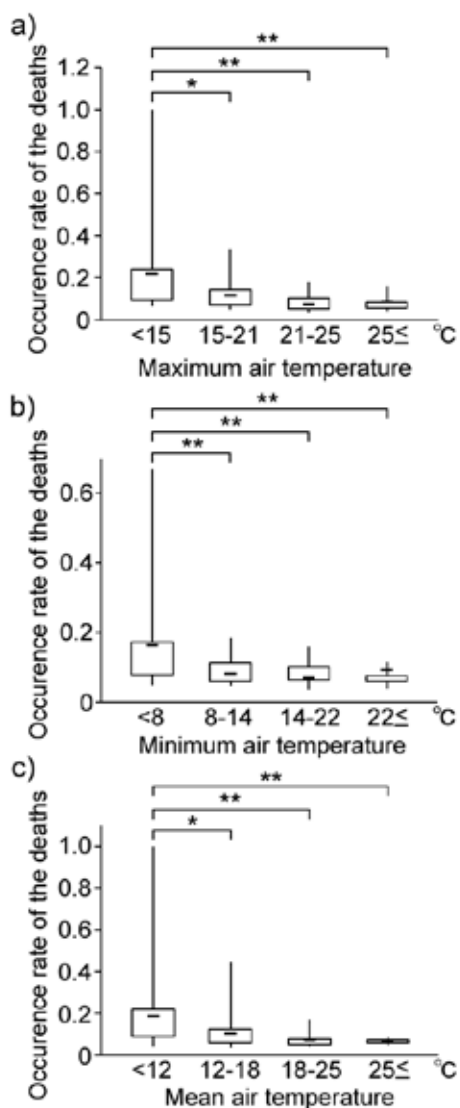 a)
**
**
*
Occurence rate of the deaths
1.2
1.0
0.8
0.6
0.4
0.2
0
<15 15-21 21-25 25≤ °C
Maximum air temperature
b)
**
**
**
Occurence rate of the deaths
0.6
0.4
0.2
0
<8 8-14 14-22 22≤ °C
Minimum air temperature
c)
**
**
*
Occurence rate of the deaths
1.0
0.8
0.6
0.4
0.2
0
<12 12-18 18-25 25≤ °C
Mean air temperature